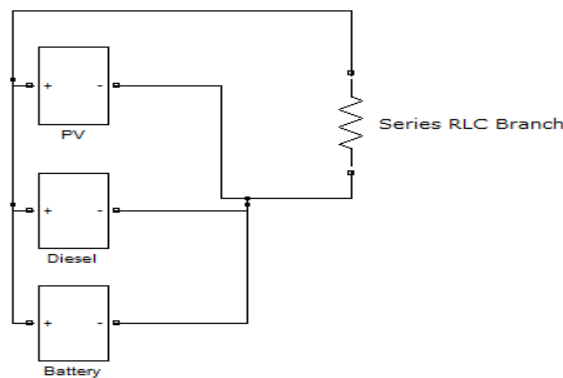 + -
PV
Series RLC Branch
+ -
Diesel
+ -
Battery